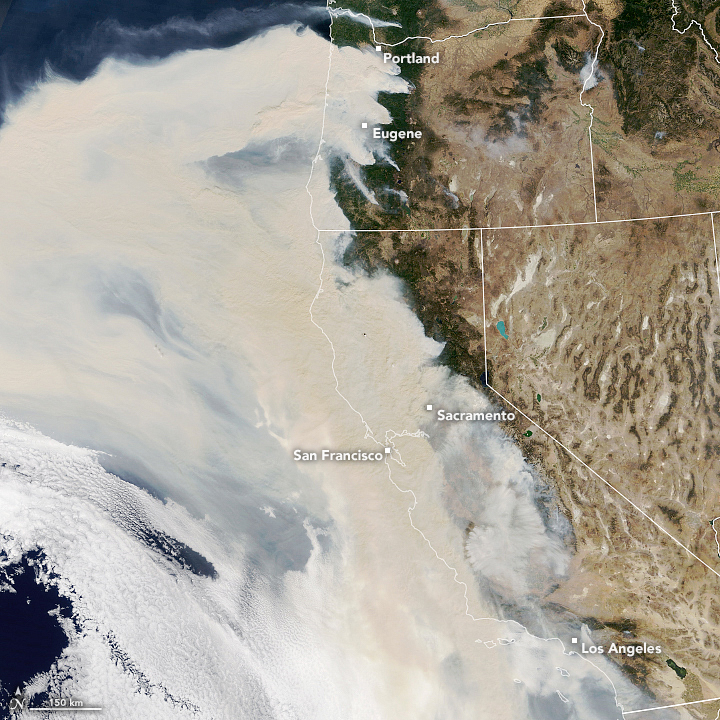 Portland
Eugene
Sacramento
San Francisco
Los Angeles
N
150 km